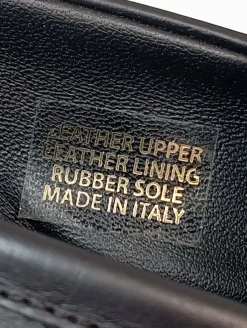 LEATHER UPPER
LEATHER LINING
RUBBER SOLE
MADE IN ITALY